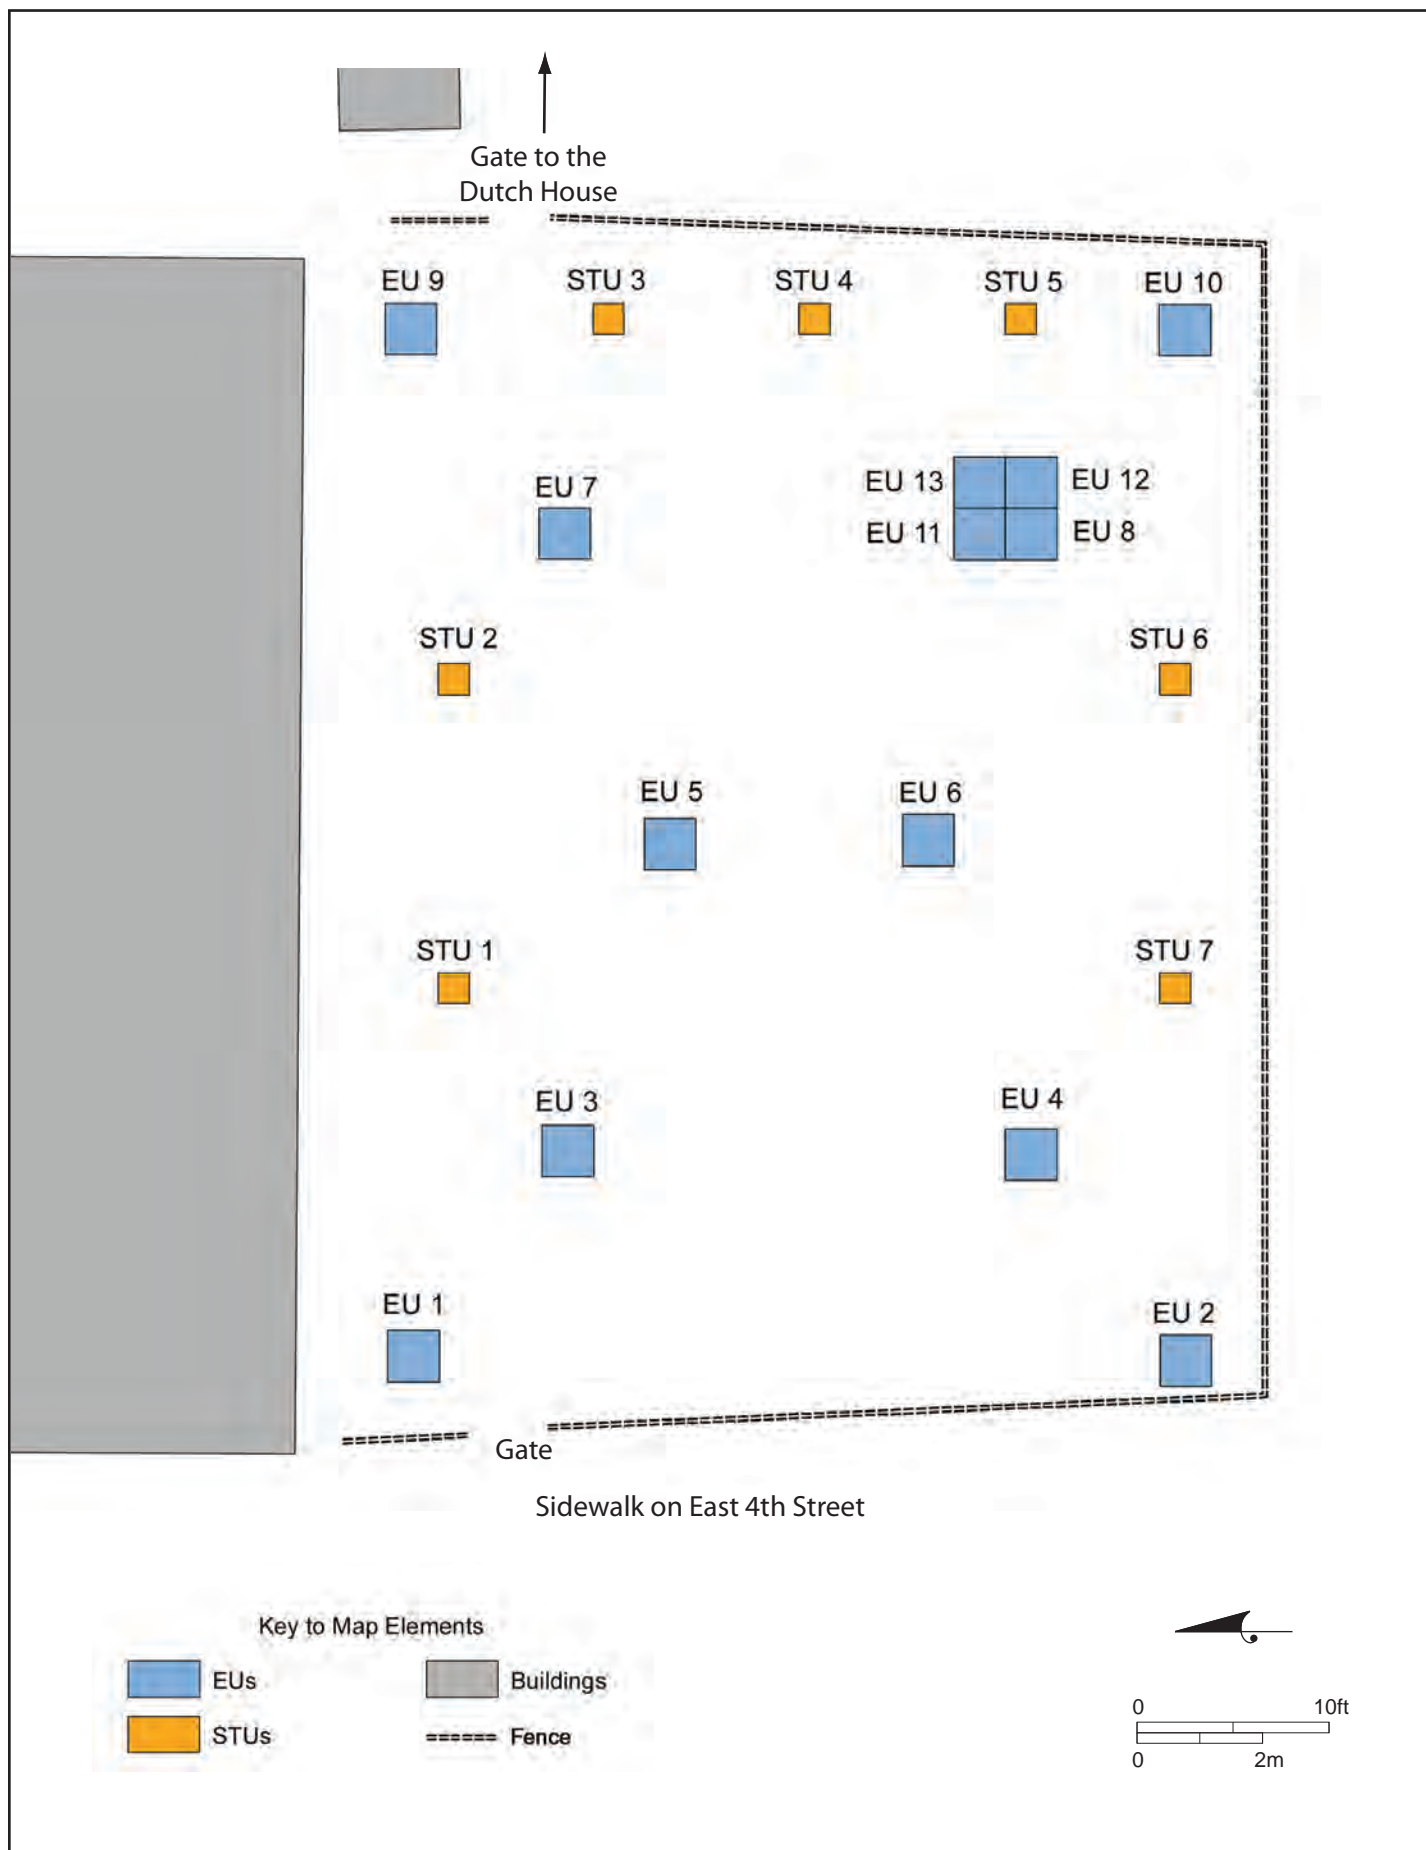 Gate to the
Dutch House
EU 9
STU 3
STU 4
STU 5
EU 10
EU 13
EU 12
EU 7
EU 11
EU 8
STU 2
STU 6
EU 5
EU 6
STU 1
STU 7
EU 3
EU 4
EU 1
EU 2
Gate
Sidewalk on East 4th Street
Key to Map Elements
EUs
Buildings
STUs
Fence
0
10ft
0
2m